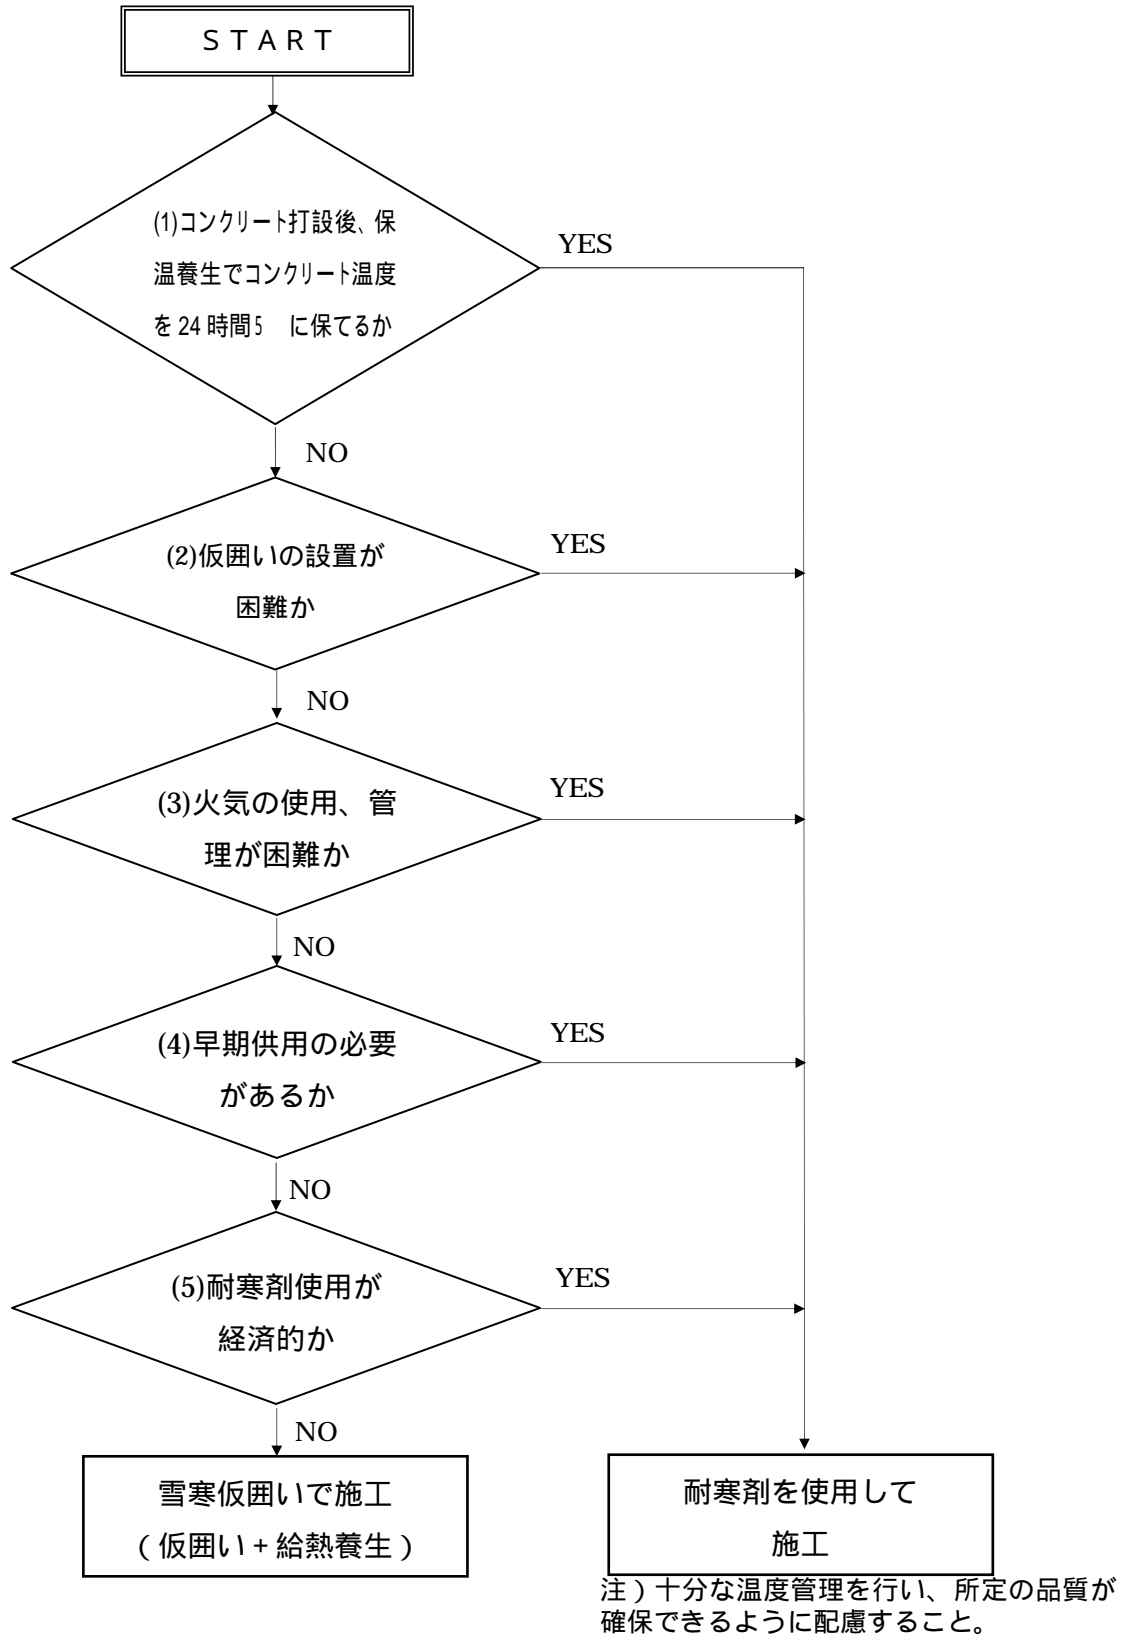 ＳＴＡＲＴ
(1)コンクリート打設後、保
温養生でコンクリート温度
を24時間5　に保てるか
YES
NO
(2)仮囲いの設置が
困難か
YES
NO
(3)火気の使用、管
理が困難か
YES
NO
(4)早期供用の必要
があるか
YES
NO
(5)耐寒剤使用が
経済的か
YES
NO
雪寒仮囲いで施工
（仮囲い+給熱養生）
耐寒剤を使用して
施工
注）十分な温度管理を行い、所定の品質が
確保できるように配慮すること。